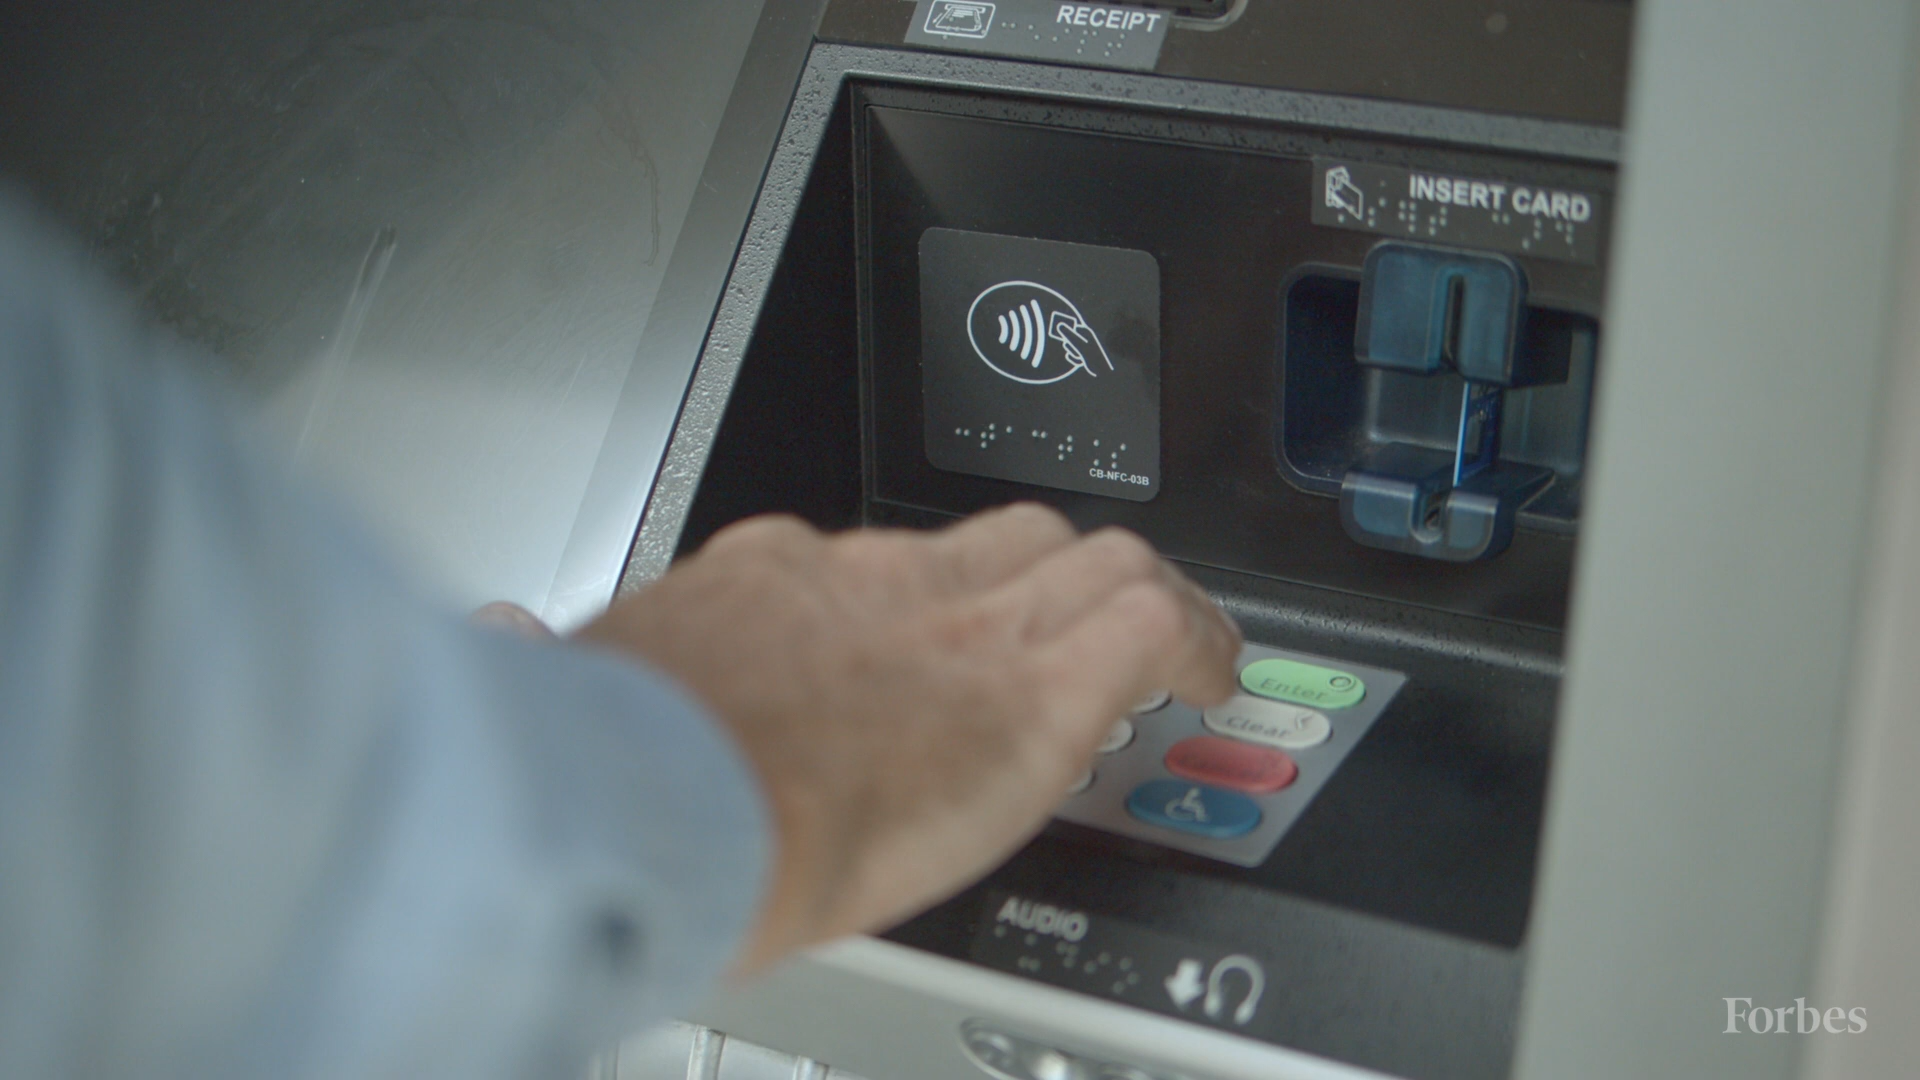 RECEIPT
INSERT CARD
CB-NFC-03B
Enter
Clear
AUDIO
Forbes